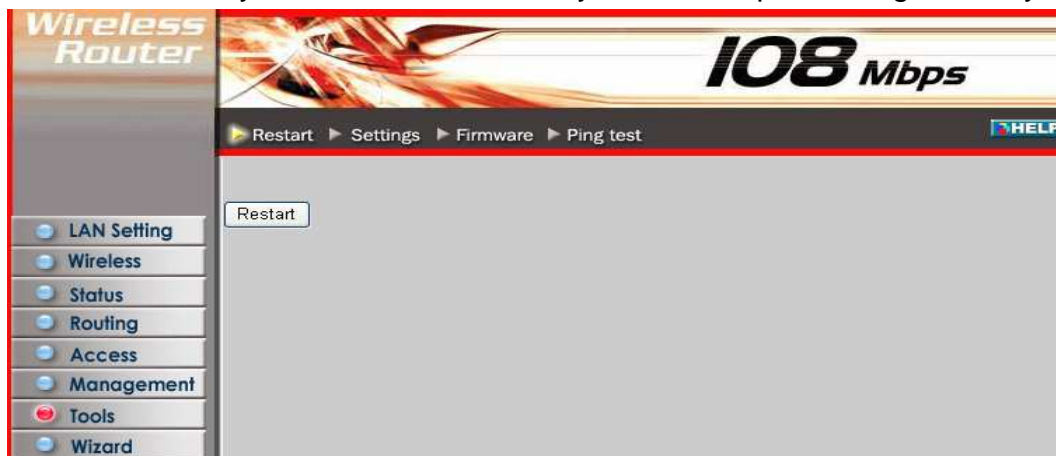 Wireless
Router
108 Mbps
Restart Settings Firmware Ping test
HELP
Restart
LAN Setting
Wireless
Status
Routing
Access
Management
Tools
Wizard